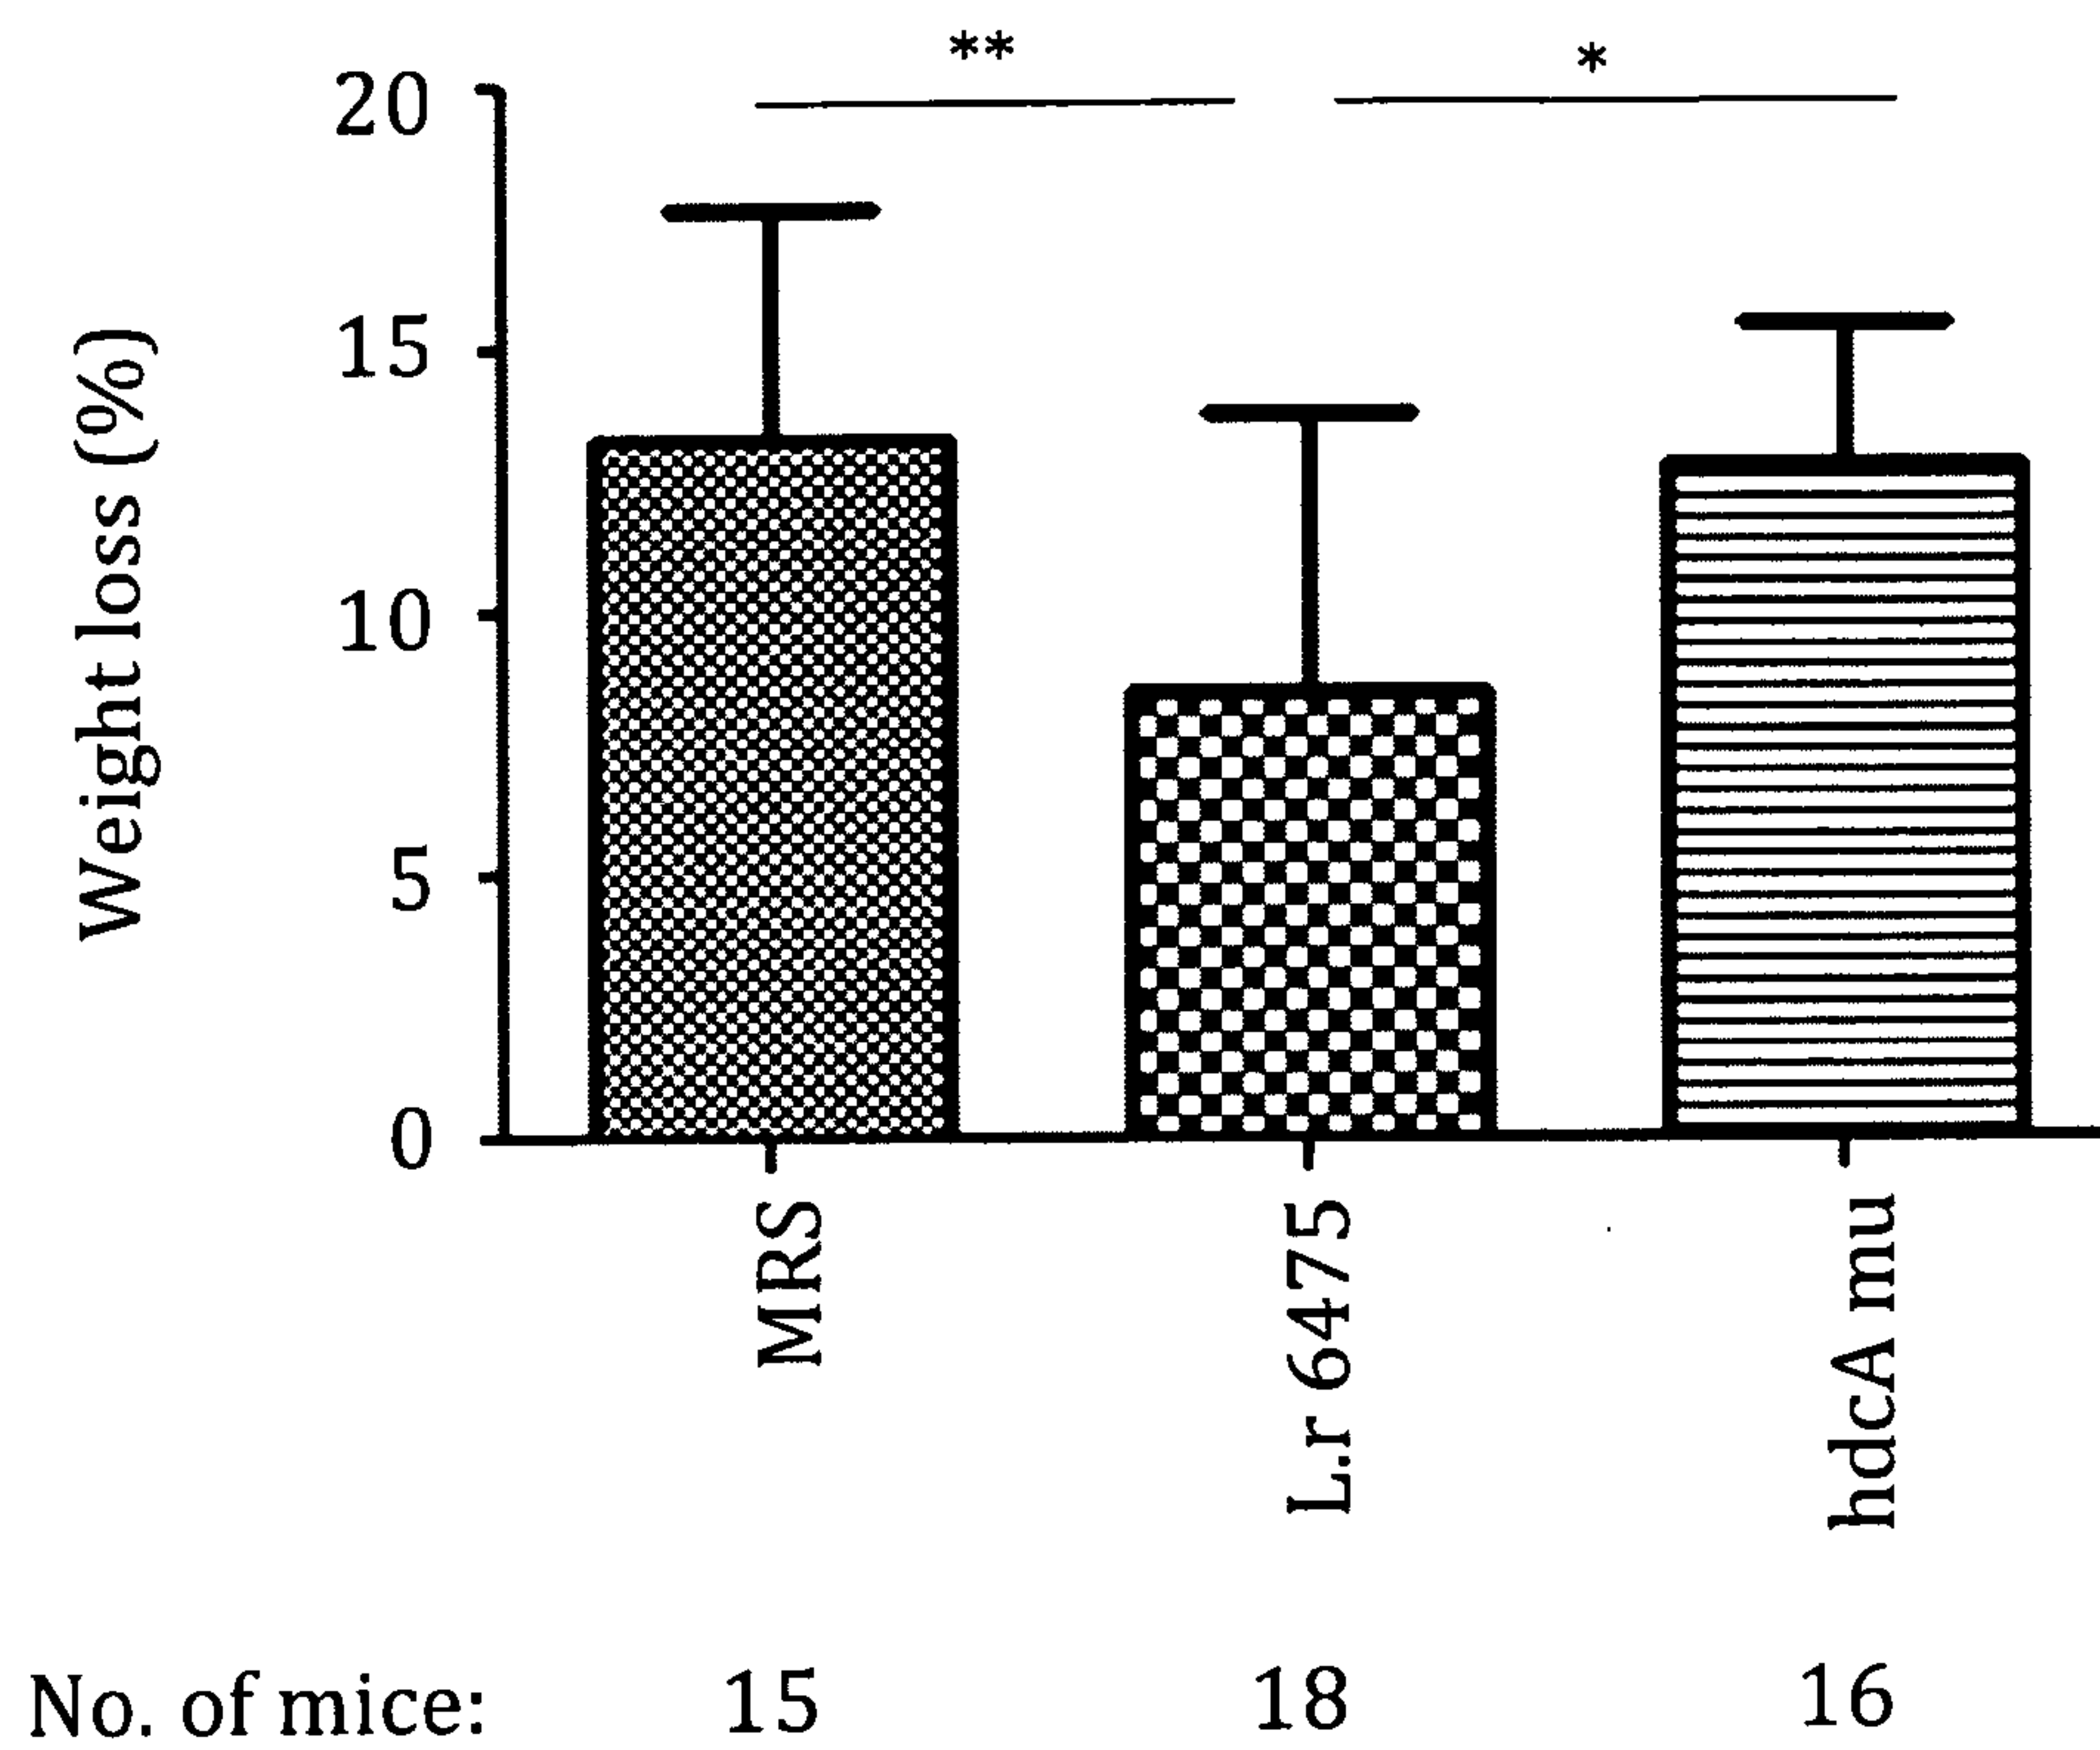 ** *
20
15
10
5
0
Weight loss (%)
MRS
L.r 6475
hdcA mu
No. of mice: 15 18 16